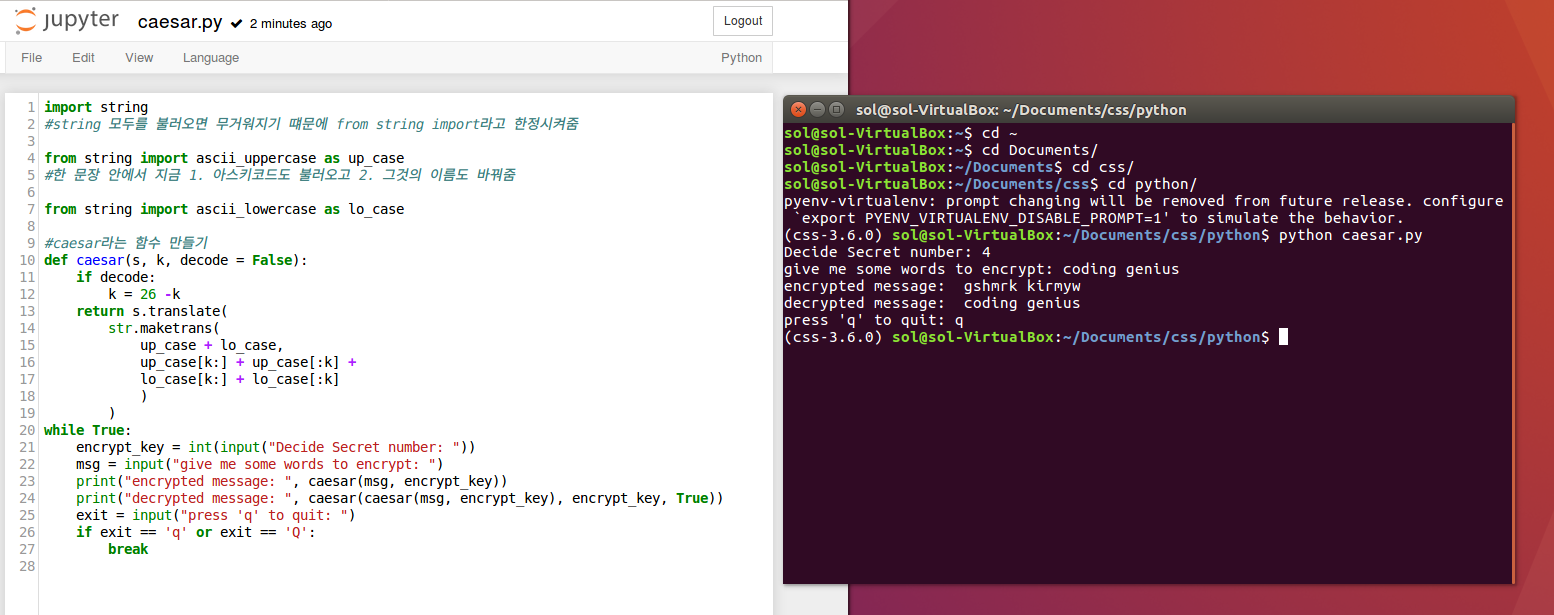 jupyter caesar.py ✔ 2 minutes ago Logout
File Edit View Language Python
1 import string
2 #string 모두를 불러오면 무거워지기 떄문에 from string import라고 한정시켜줌
3
4 from string import ascii_uppercase as up_case
5 #한 문장 안에서 지금 1. 아스키코드도 불러오고 2. 그것의 이름도 바꿔줌
6
7 from string import ascii_lowercase as lo_case
8
9 #caesar라는 함수 만들기
10 def caesar(s, k, decode = False):
11     if decode:
12         k = 26 -k
13     return s.translate(
14         str.maketrans(
15             up_case + lo_case,
16             up_case[k:] + up_case[:k] +
17             lo_case[k:] + lo_case[:k]
18             )
19         )
20 while True:
21     encrypt_key = int(input("Decide Secret number: "))
22     msg = input("give me some words to encrypt: ")
23     print("encrypted message: ", caesar(msg, encrypt_key))
24     print("decrypted message: ", caesar(caesar(msg, encrypt_key), encrypt_key, True))
25     exit = input("press 'q' to quit: ")
26     if exit == 'q' or exit == 'Q':
27         break
28
sol@sol-VirtualBox: ~/Documents/css/python
sol@sol-VirtualBox:~$ cd ~
sol@sol-VirtualBox:~$ cd Documents/
sol@sol-VirtualBox:~/Documents$ cd css/
sol@sol-VirtualBox:~/Documents/css$ cd python/
pyenv-virtualenv: prompt changing will be removed from future release. configure
 `export PYENV_VIRTUALENV_DISABLE_PROMPT=1' to simulate the behavior.
(css-3.6.0) sol@sol-VirtualBox:~/Documents/css/python$ python caesar.py
Decide Secret number: 4
give me some words to encrypt: coding genius
encrypted message:  gshmrk kirmyw
decrypted message:  coding genius
press 'q' to quit: q
(css-3.6.0) sol@sol-VirtualBox:~/Documents/css/python$